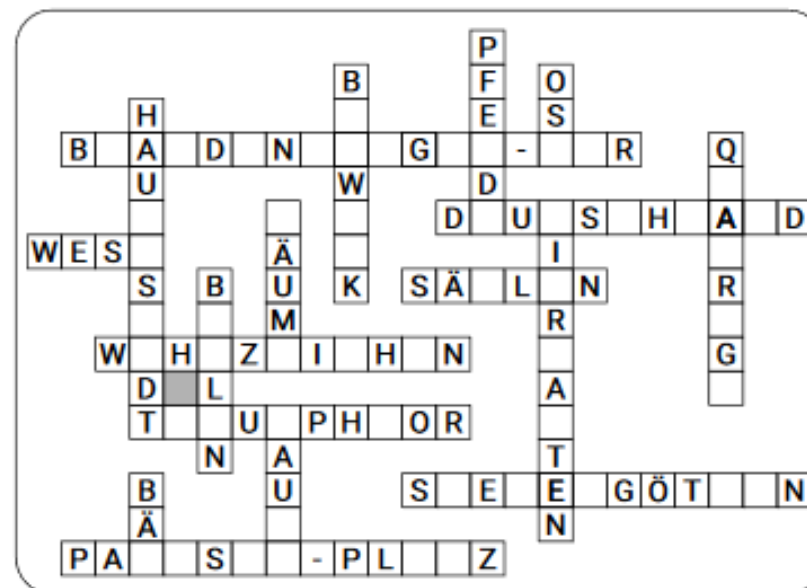 P
B F O
H E S
B A D N G - R Q
U W D
D U S H A D
W E S Ä I
S B U K S Ä L N R
M R
W H Z I H N G
D L A
T U P H O R
N A T
B U S E E G Ö T N
Ä N
P A S - P L Z